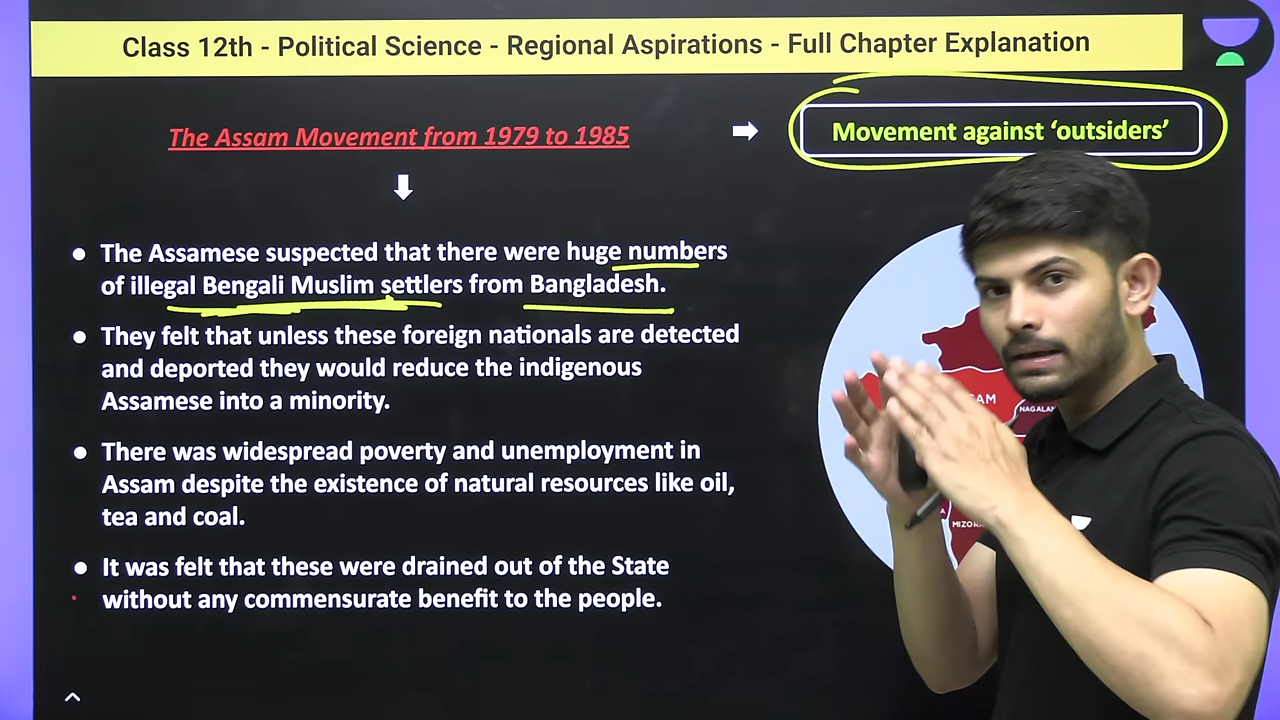 Class 12th - Political Science - Regional Aspirations - Full Chapter Explanation
The Assam Movement from 1979 to 1985
Movement against ‘outsiders’
● The Assamese suspected that there were huge numbers
of illegal Bengali Muslim settlers from Bangladesh.
● They felt that unless these foreign nationals are detected
and deported they would reduce the indigenous
Assamese into a minority.
● There was widespread poverty and unemployment in
Assam despite the existence of natural resources like oil,
tea and coal.
● It was felt that these were drained out of the State
without any commensurate benefit to the people.